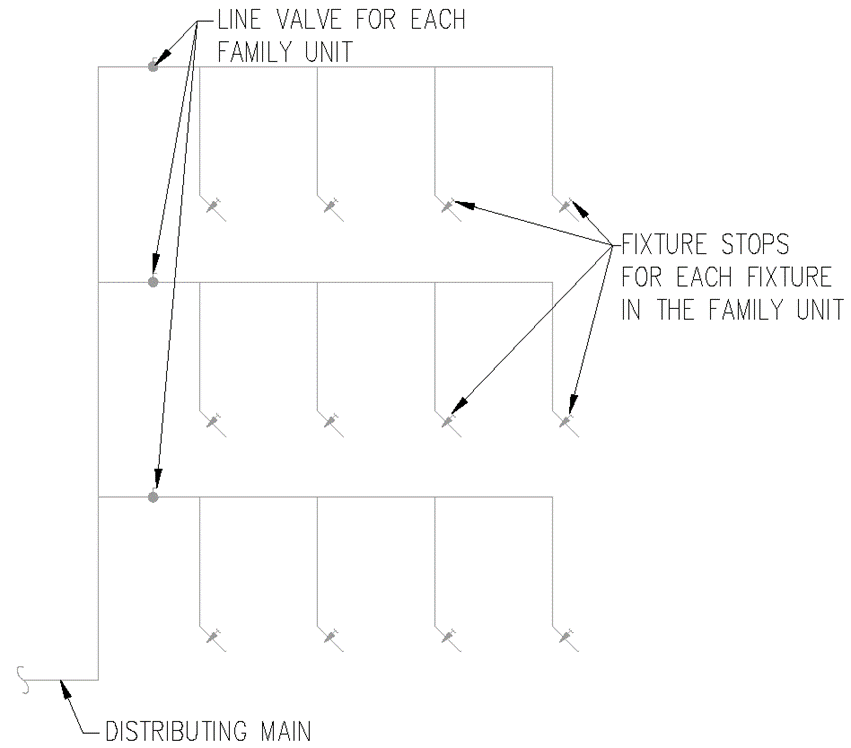 LINE VALVE FOR EACH
FAMILY UNIT
FIXTURE STOPS
FOR EACH FIXTURE
IN THE FAMILY UNIT
DISTRIBUTING MAIN